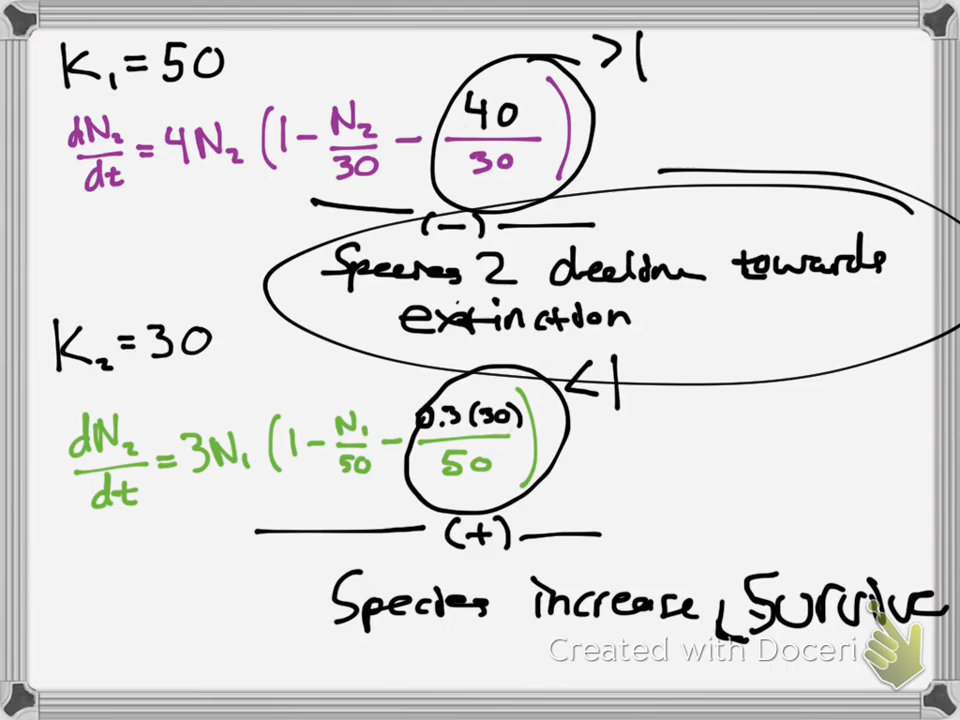 K₁ = 50
>1
dN₂/dt = 4N₂ (1 - N₂/30 - 40/30)
(-)
Species 2 decline towards
extinction
K₂ = 30
<1
dN₂/dt = 3N₁ (1 - N₁/50 - 0.3(30)/50)
(+)
Species increase, survive
Created with Doceri